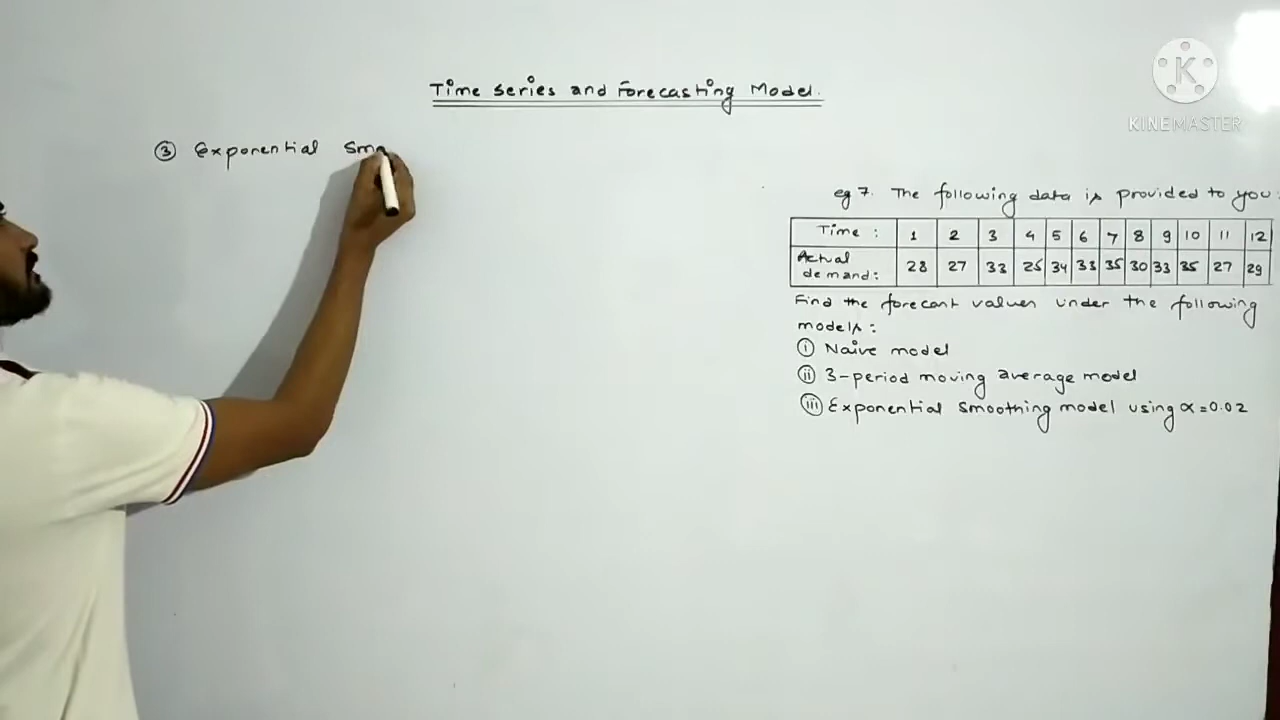 Time Series and Forecasting Model.
③ Exponential Smo
eg 7. The following data is provided to you:
Time : 1 2 3 4 5 6 7 8 9 10 11 12
Actual demand: 28 27 33 25 34 33 35 30 33 35 27 29
Find the forecast values under the following
models:
ⓘ Naive model
ⓘⓘ 3-period moving average model
ⓘⓘⓘ Exponential smoothing model using α = 0.02
K
KINEMASTER